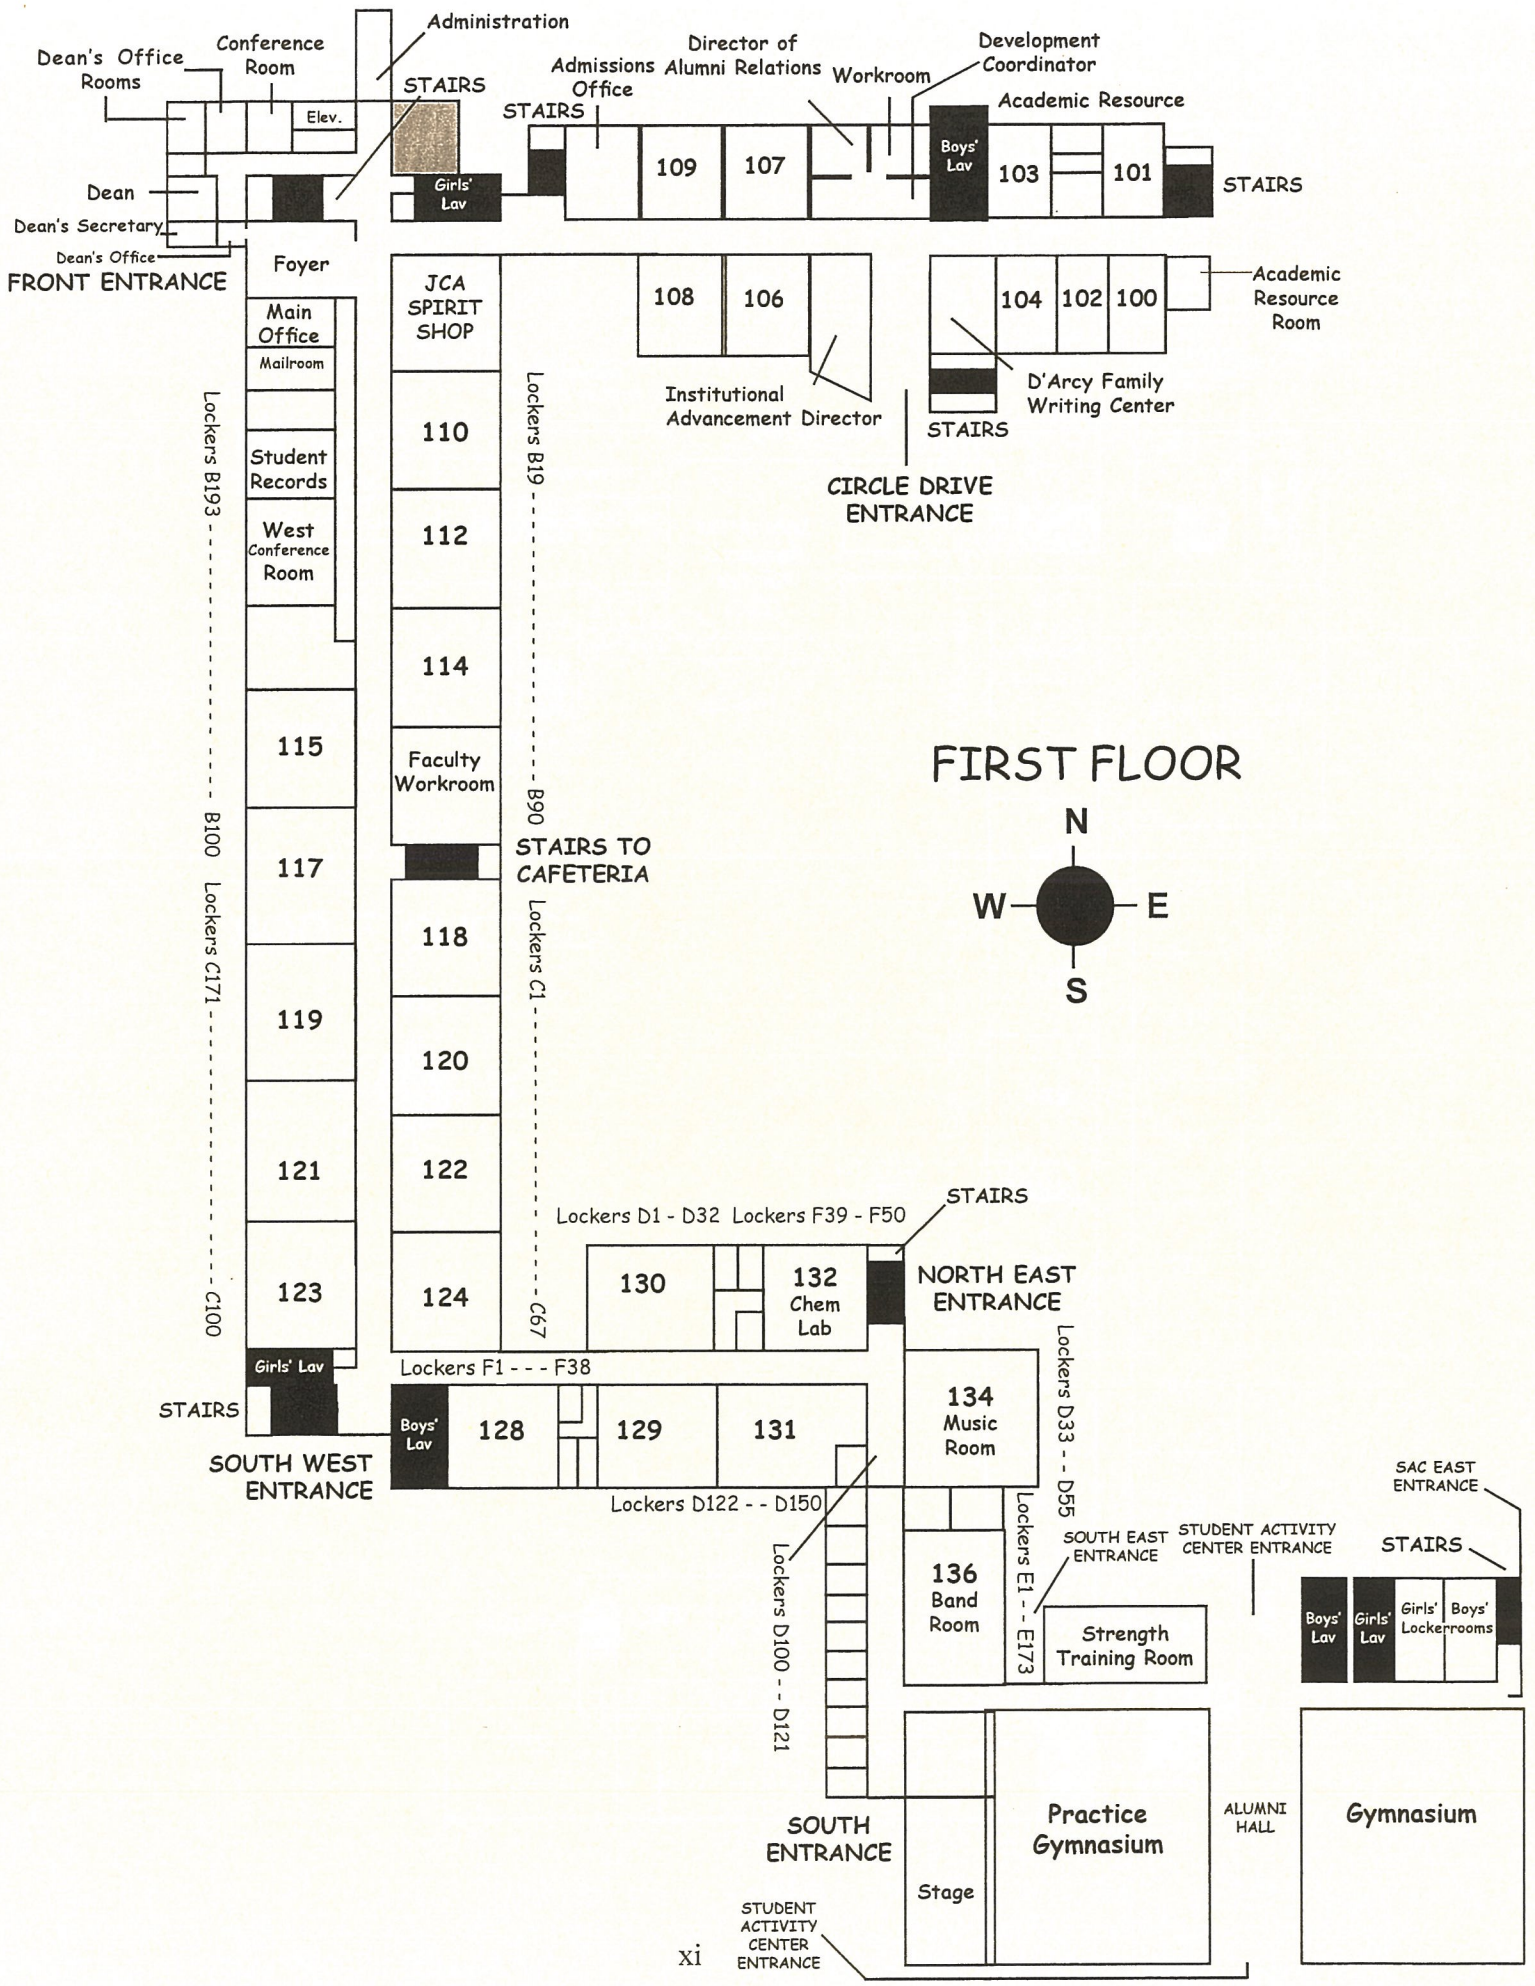 Administration
Dean's Office
Rooms
Conference
Room
STAIRS
Elev.
Dean
Dean's Secretary
Dean's Office
FRONT ENTRANCE
Foyer
Girls'
Lav
STAIRS
Admissions
Office
Director of
Alumni Relations
Workroom
Development
Coordinator
Academic Resource
109
107
Boys'
Lav
103
101
STAIRS
JCA
SPIRIT
SHOP
108
106
104
102
100
Academic
Resource
Room
Institutional
Advancement Director
D'Arcy Family
Writing Center
STAIRS
CIRCLE DRIVE
ENTRANCE
Main
Office
Mailroom
Student
Records
West
Conference
Room
Lockers B193 - - - - - - - - - - - - - - - - - - - - B100
Lockers B19 - - - - - - - - - - - - - - - - - - - - B90
110
112
114
115
Faculty
Workroom
STAIRS TO
CAFETERIA
117
118
119
120
121
122
123
124
Lockers C171 - - - - - - - - - - - - - - - - - - - - C100
Lockers C1 - - - - - - - - - - - - - - - - - - - - C67
FIRST FLOOR
N
W
E
S
Lockers D1 - D32 Lockers F39 - F50
STAIRS
130
132
Chem
Lab
NORTH EAST
ENTRANCE
Girls' Lav
Lockers F1 - - - F38
STAIRS
SOUTH WEST
ENTRANCE
Boys'
Lav
128
129
131
134
Music
Room
Lockers D33 - - D55
Lockers D122 - - D150
Lockers D100 - - D121
136
Band
Room
Lockers E1 - - E173
SOUTH EAST
ENTRANCE
STUDENT ACTIVITY
CENTER ENTRANCE
SAC EAST
ENTRANCE
STAIRS
Strength
Training Room
Boys'
Lav
Girls'
Lav
Girls' Boys'
Lockerrooms
SOUTH
ENTRANCE
Stage
Practice
Gymnasium
ALUMNI
HALL
Gymnasium
STUDENT
ACTIVITY
CENTER
ENTRANCE
xi